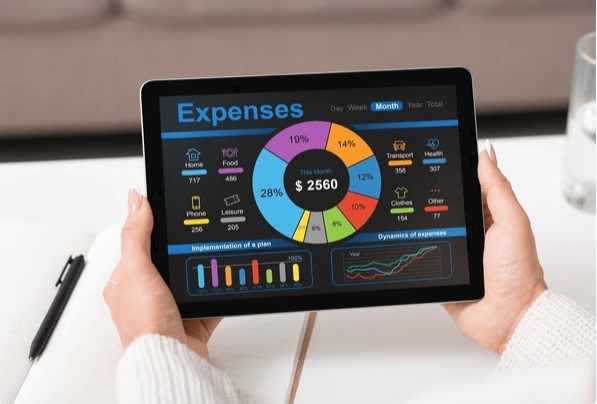 Expenses
Day Week Month Year Total
Home
717
Food
486
Phone
256
Leisure
205
19%
14%
28%
12%
10%
8%
6%
This Month
$ 2560
Transport
358
Health
307
Clothes
154
Other
77
Implementation of a plan
100%
Dynamics of expenses
Year